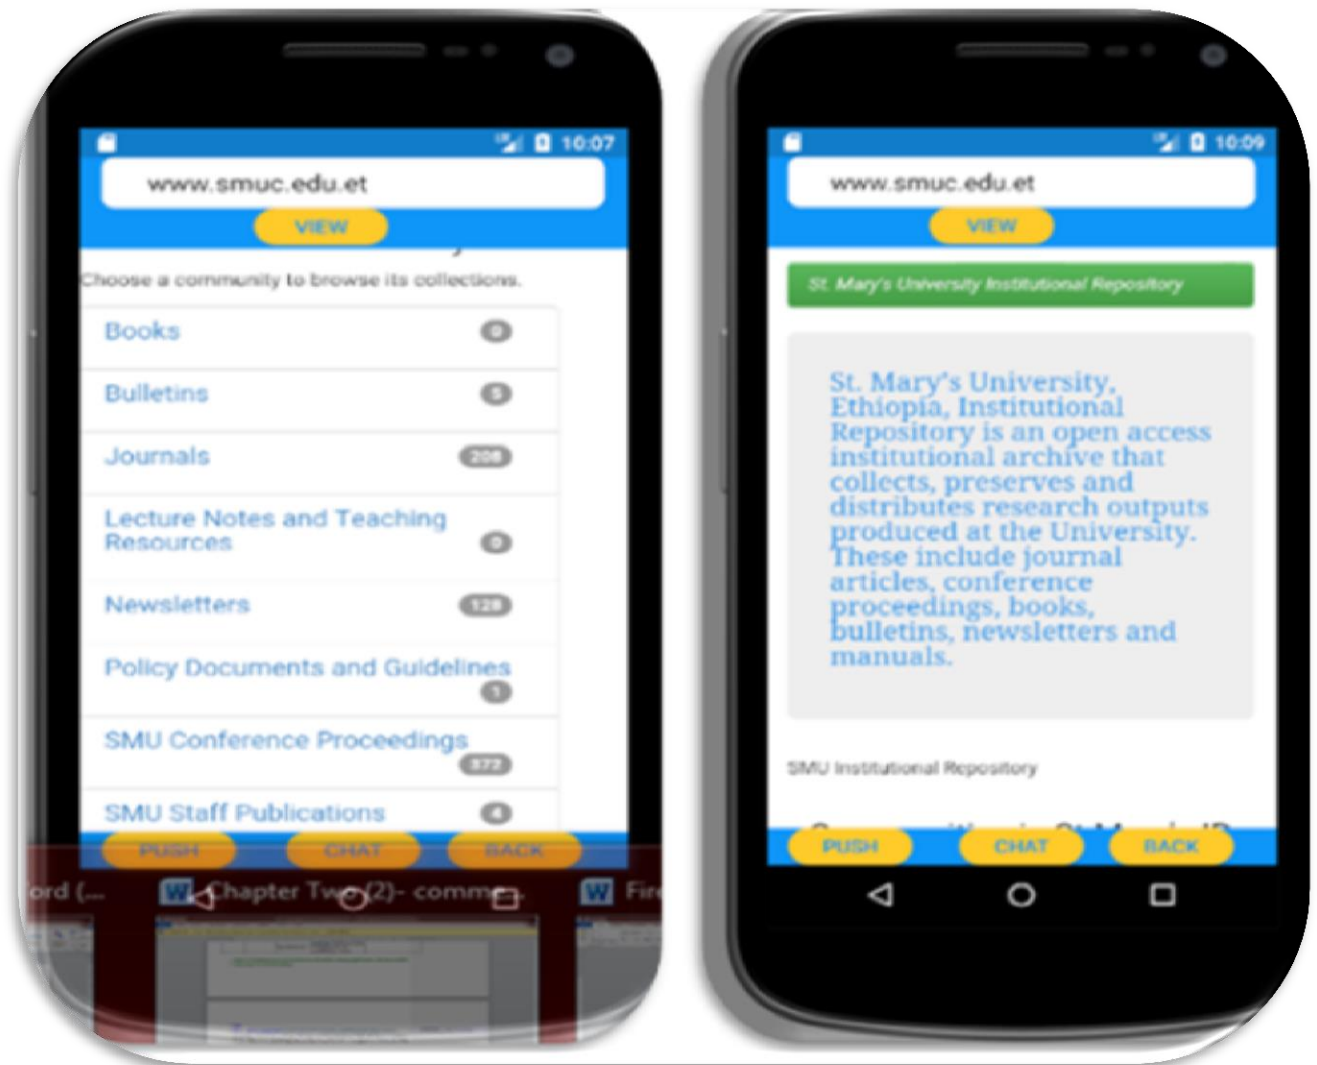 10:07
www.smuc.edu.et
VIEW
Choose a community to browse its collections.
Books 0
Bulletins 5
Journals 208
Lecture Notes and Teaching
Resources 0
Newsletters 128
Policy Documents and Guidelines
1
SMU Conference Proceedings
372
SMU Staff Publications 4
PUSH CHAT BACK
ord (... Chapter Two (2)- comme... Fire
10:09
www.smuc.edu.et
VIEW
St. Mary's University Institutional Repository
St. Mary's University,
Ethiopia, Institutional
Repository is an open access
institutional archive that
collects, preserves and
distributes research outputs
produced at the University.
These include journal
articles, conference
proceedings, books,
bulletins, newsletters and
manuals.
SMU Institutional Repository
PUSH CHAT BACK